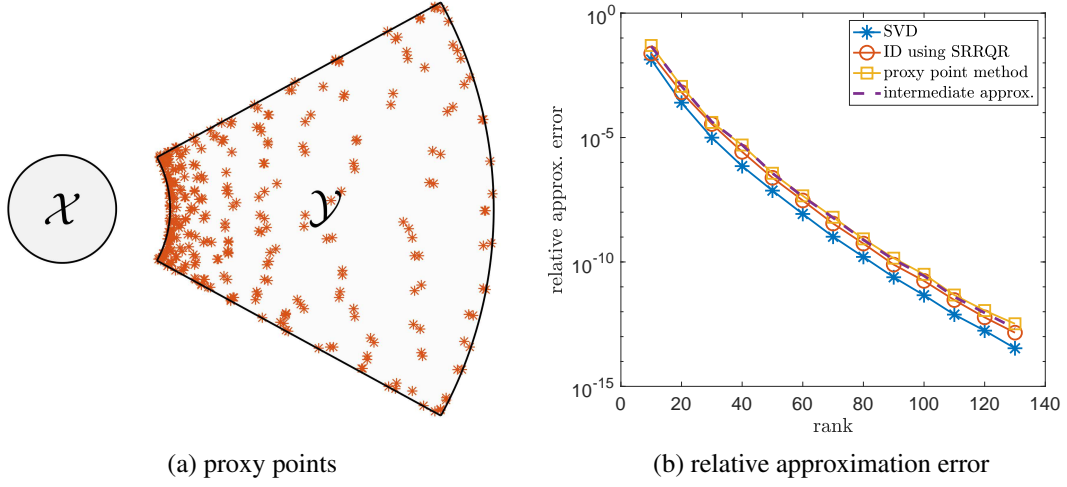 𝒳
𝒴
(a) proxy points
10^0
10^-5
10^-10
10^-15
relative approx. error
0 20 40 60 80 100 120 140
rank
SVD
ID using SRRQR
proxy point method
intermediate approx.
(b) relative approximation error